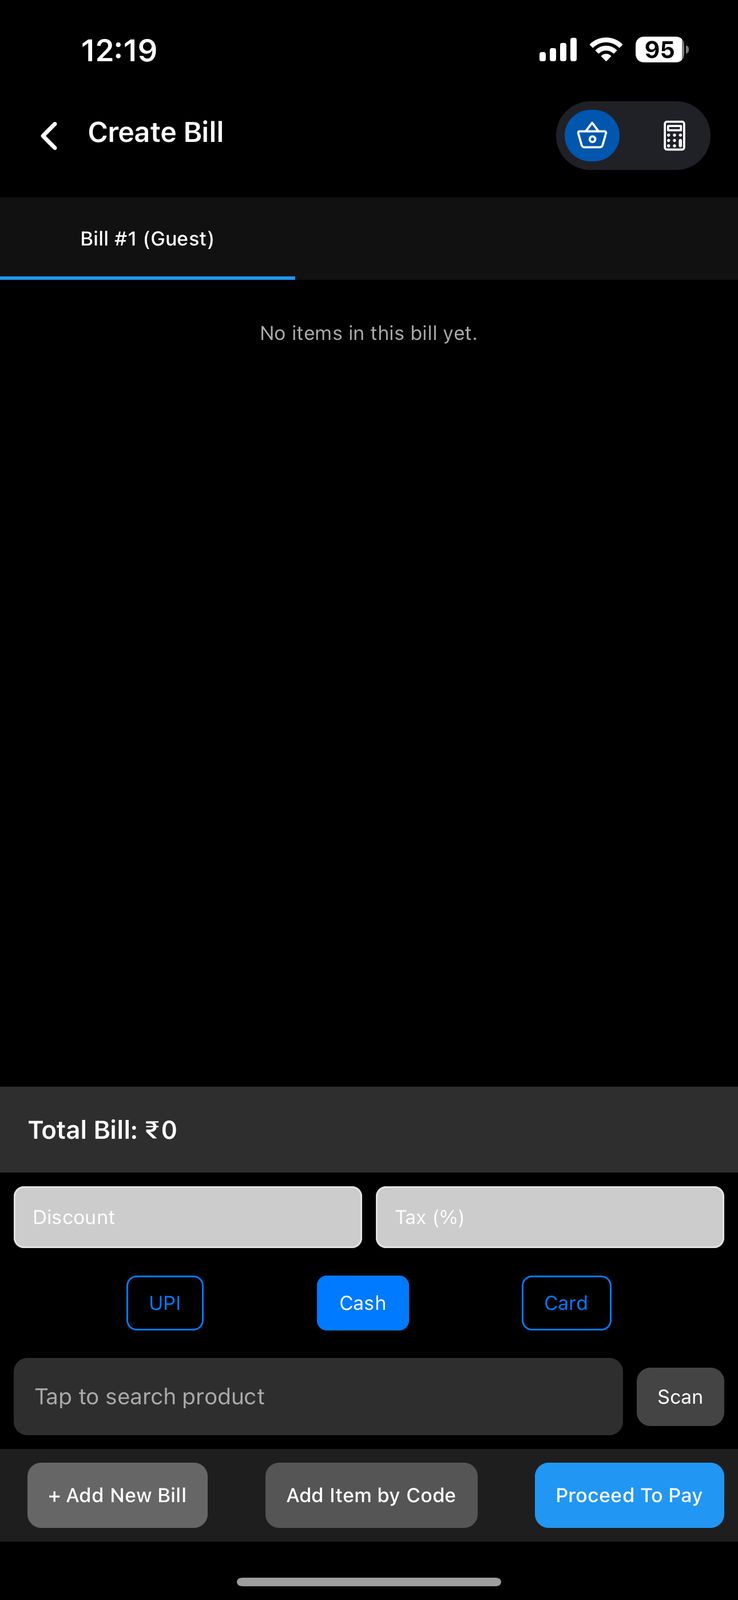 12:19
95
Create Bill
Bill #1 (Guest)
No items in this bill yet.
Total Bill: ₹0
Discount
Tax (%)
UPI
Cash
Card
Tap to search product
Scan
+ Add New Bill
Add Item by Code
Proceed To Pay